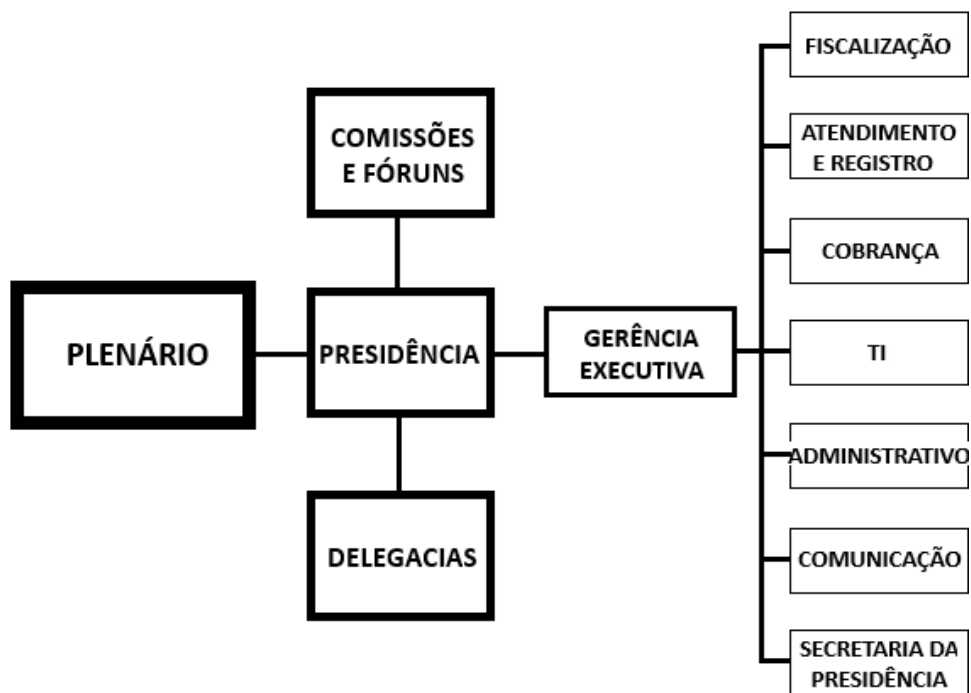 FISCALIZAÇÃO
COMISSÕES
E FÓRUNS
ATENDIMENTO
E REGISTRO
COBRANÇA
PLENÁRIO
PRESIDÊNCIA
GERÊNCIA
EXECUTIVA
TI
ADMINISTRATIVO
DELEGACIAS
COMUNICAÇÃO
SECRETARIA DA
PRESIDÊNCIA